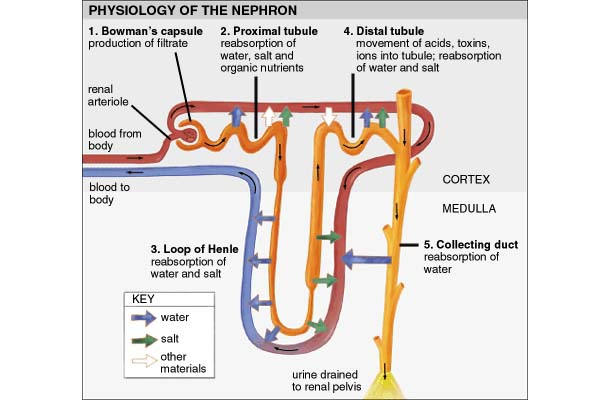 PHYSIOLOGY OF THE NEPHRON
1. Bowman's capsule
production of filtrate
2. Proximal tubule
reabsorption of
water, salt and
organic nutrients
4. Distal tubule
movement of acids, toxins,
ions into tubule; reabsorption
of water and salt
renal
arteriole
blood from
body
blood to
body
CORTEX
MEDULLA
3. Loop of Henle
reabsorption of
water and salt
5. Collecting duct
reabsorption of
water
KEY
water
salt
other
materials
urine drained
to renal pelvis